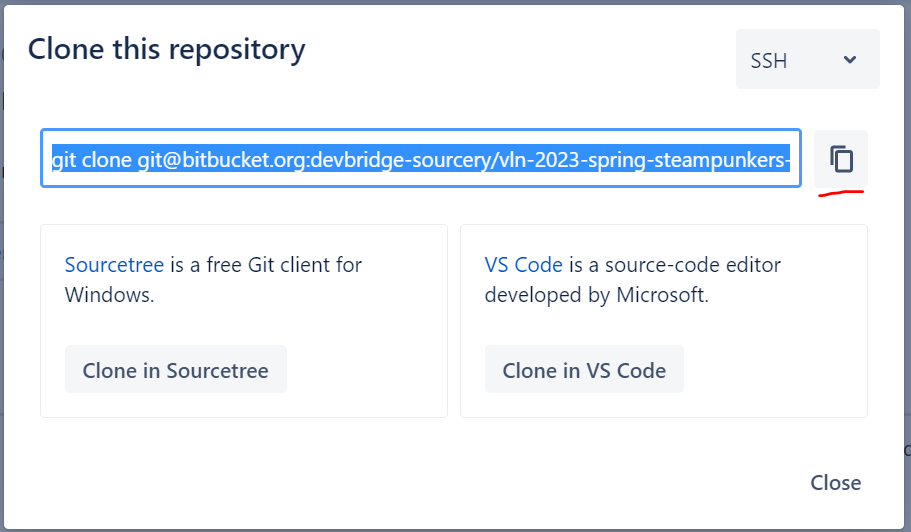 Clone this repository
SSH
git clone git@bitbucket.org:devbridge-sourcery/vln-2023-spring-steampunkers-
Sourcetree is a free Git client for
Windows.
VS Code is a source-code editor
developed by Microsoft.
Clone in Sourcetree
Clone in VS Code
Close